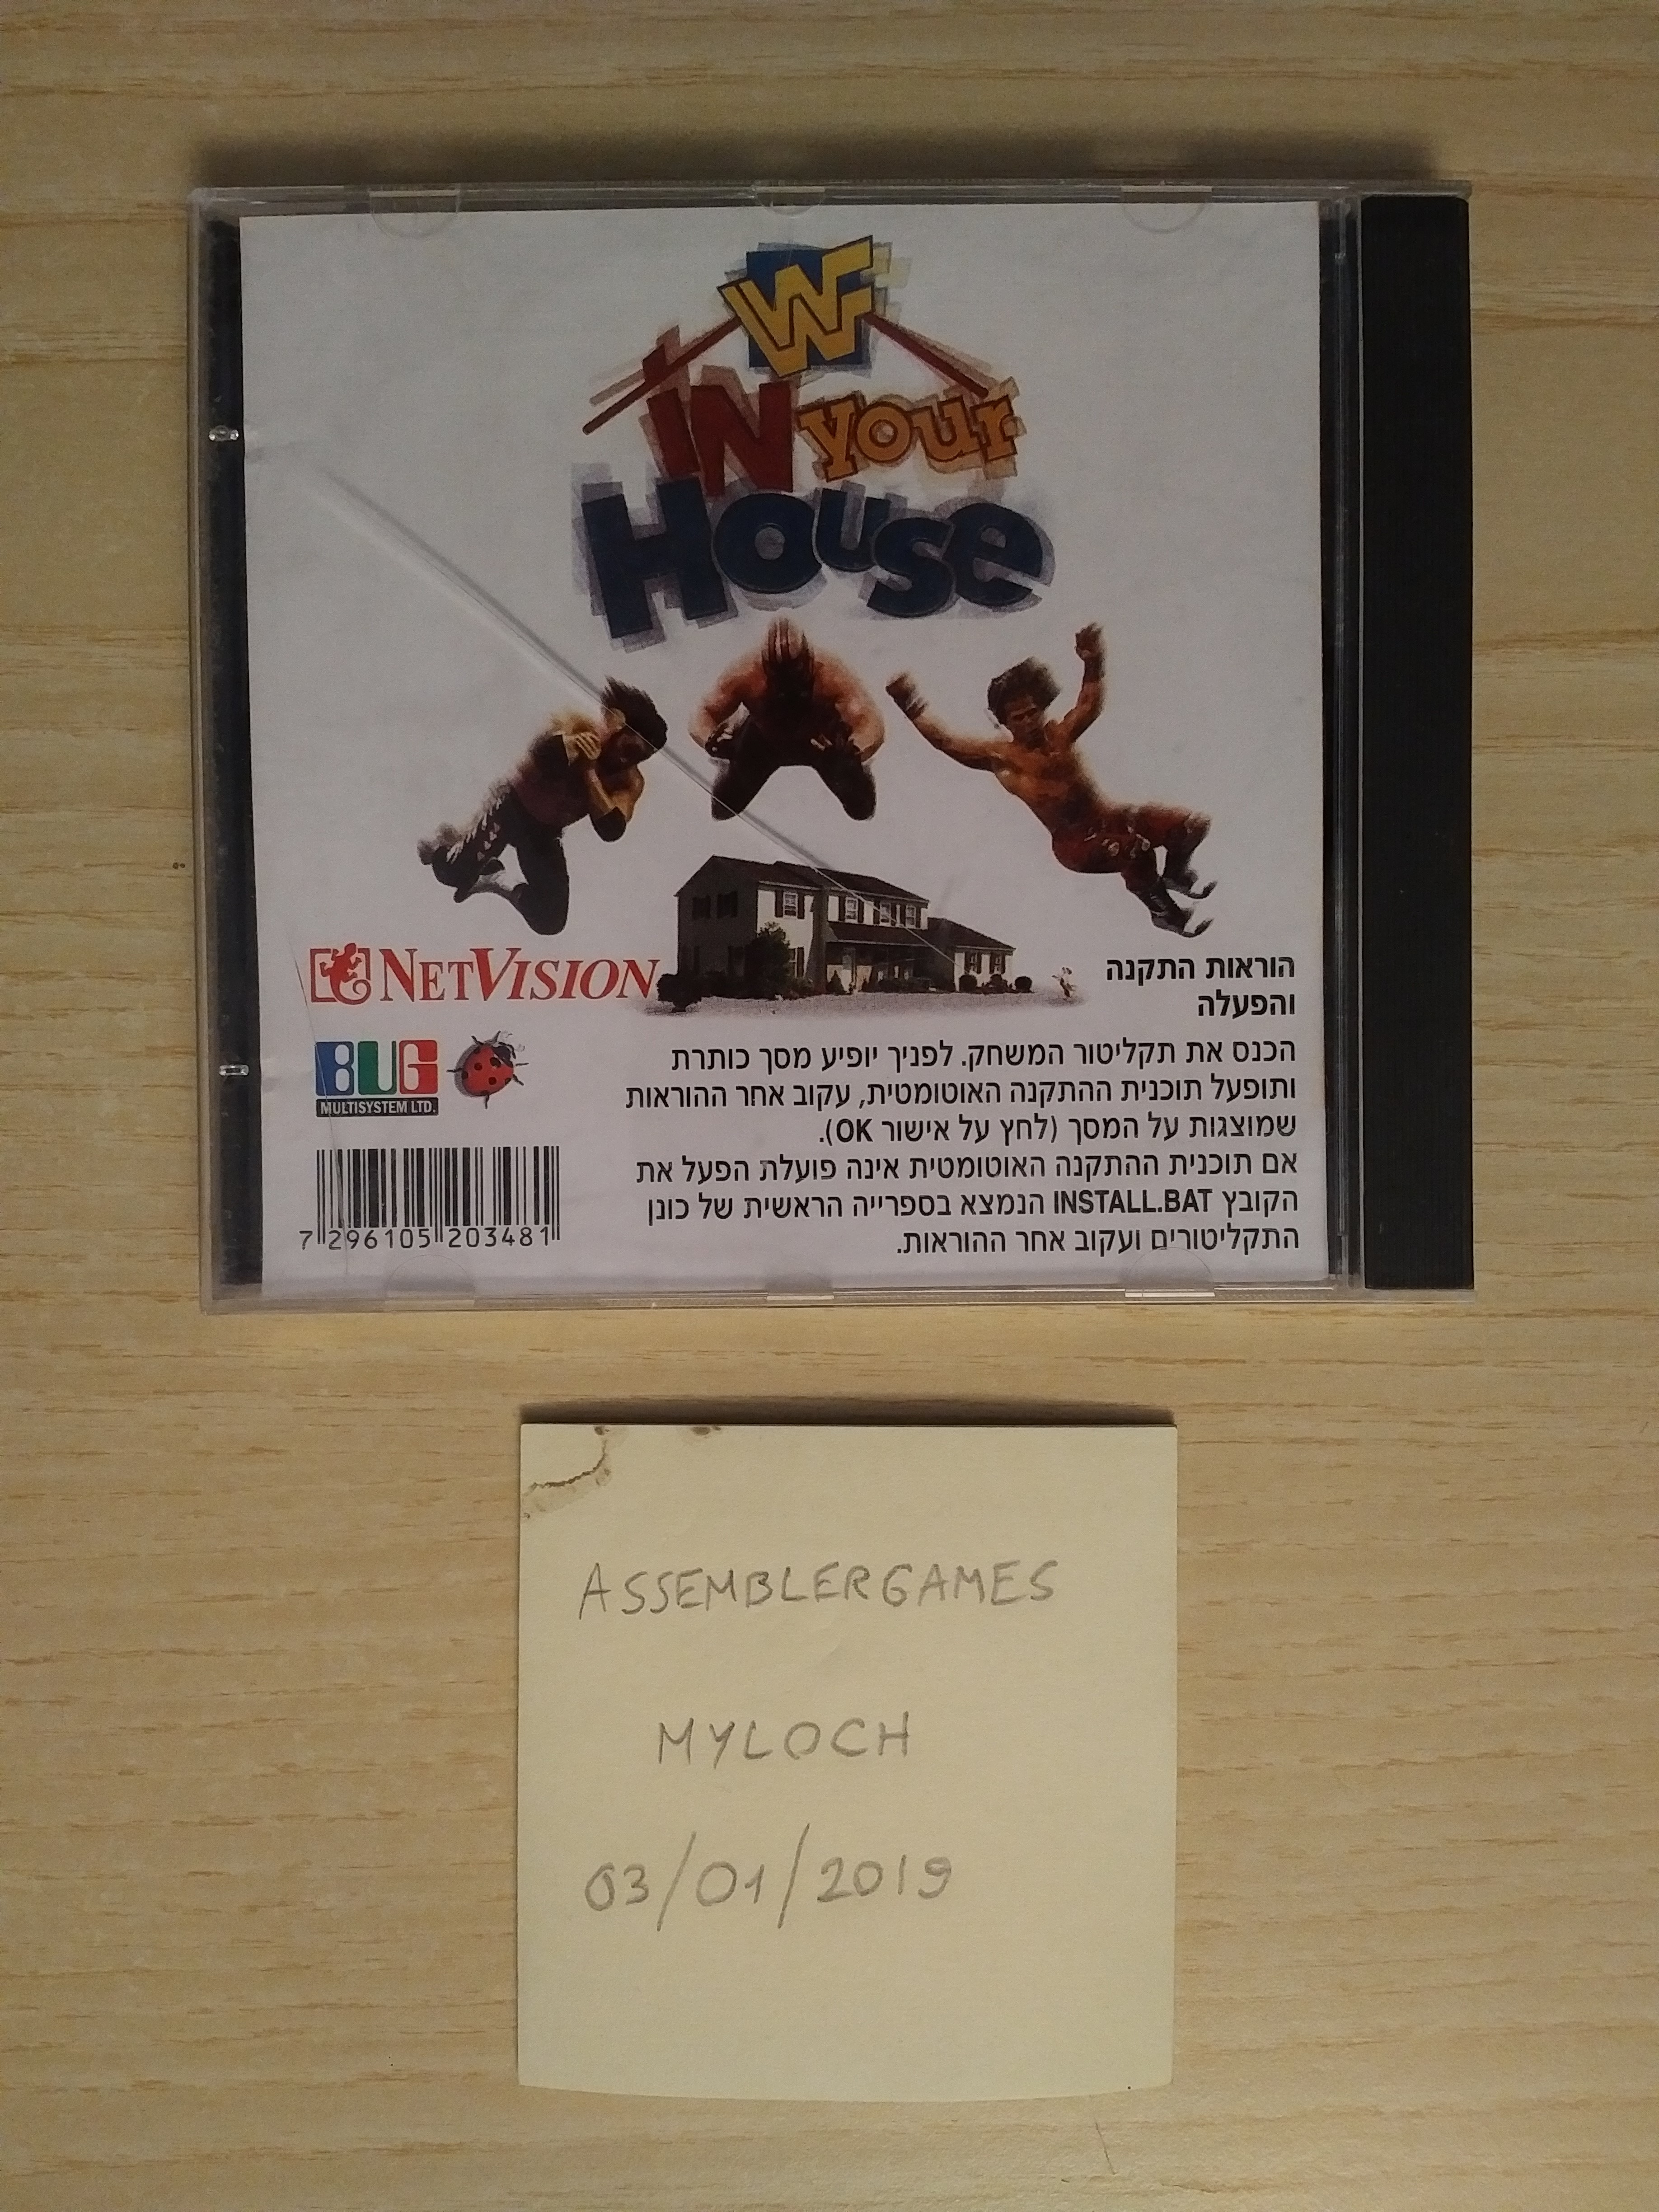 WF
IN your
House
NETVISION
BUG
MULTISYSTEM LTD.
7 296105 203481
הוראות התקנה
והפעלה
הכנס את תקליטור המשחק. לפניך יופיע מסך כותרת
ותופעל תוכנית ההתקנה האוטומטית, עקוב אחר ההוראות
שמוצגות על המסך (לחץ על אישור OK).
אם תוכנית ההתקנה האוטומטית אינה פועלת הפעל את
הקובץ INSTALL.BAT הנמצא בספרייה הראשית של כונן
התקליטורים ועקוב אחר ההוראות.
ASSEMBLERGAMES
MYLOCH
03/01/2019